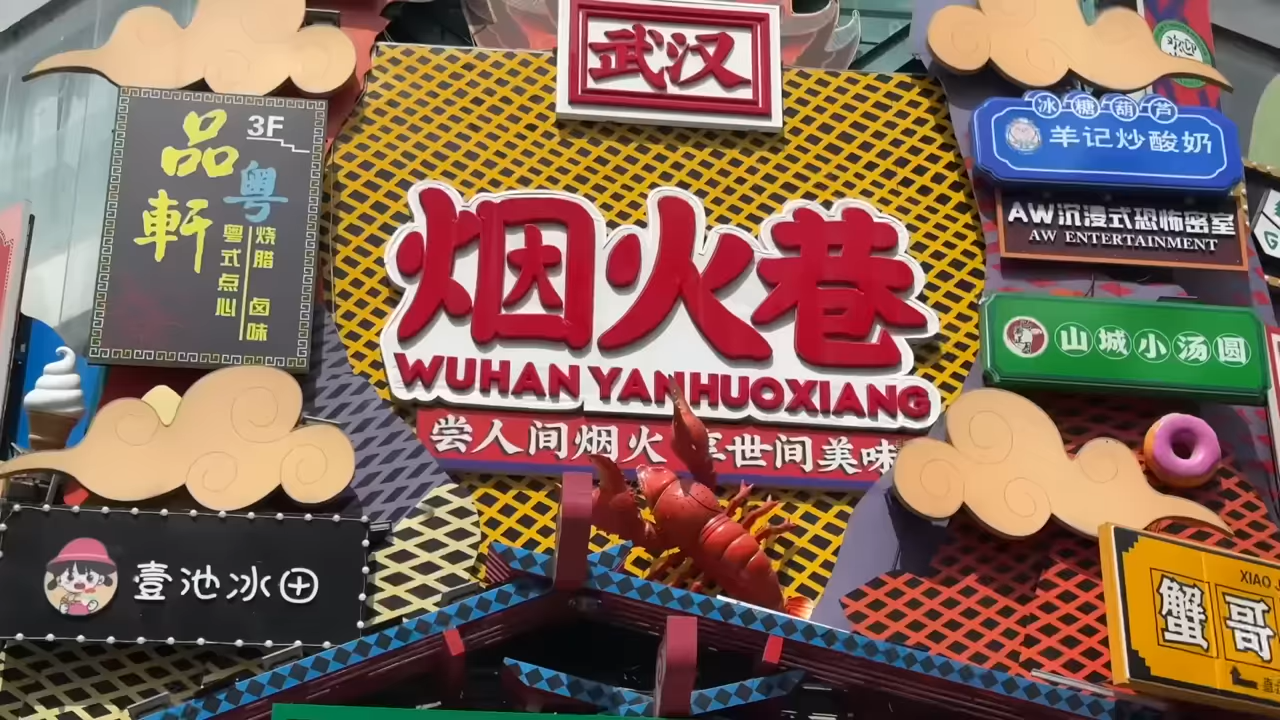 武汉
烟火巷
WUHAN YANHUOXIANG
尝人间烟火 享世间美味
3F
品粤軒
粤式点心
烧腊 卤味
壹池冰田
冰糖葫芦
羊记炒酸奶
AW沉浸式恐怖密室
AW ENTERTAINMENT
山城小汤圆
XIAO
蟹哥